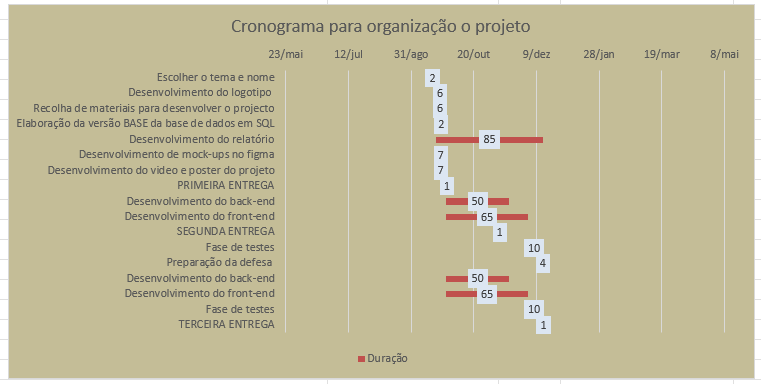 Cronograma para organização o projeto
23/mai 12/jul 31/ago 20/out 9/dez 28/jan 19/mar 8/mai
Escolher o tema e nome 2
Desenvolvimento do logotipo 6
Recolha de materiais para desenvolver o projecto 6
Elaboração da versão BASE da base de dados em SQL 2
Desenvolvimento do relatório 85
Desenvolvimento de mock-ups no figma 7
Desenvolvimento do video e poster do projeto 7
PRIMEIRA ENTREGA 1
Desenvolvimento do back-end 50
Desenvolvimento do front-end 65
SEGUNDA ENTREGA 1
Fase de testes 10
Preparação da defesa 4
Desenvolvimento do back-end 50
Desenvolvimento do front-end 65
Fase de testes 10
TERCEIRA ENTREGA 1
Duração